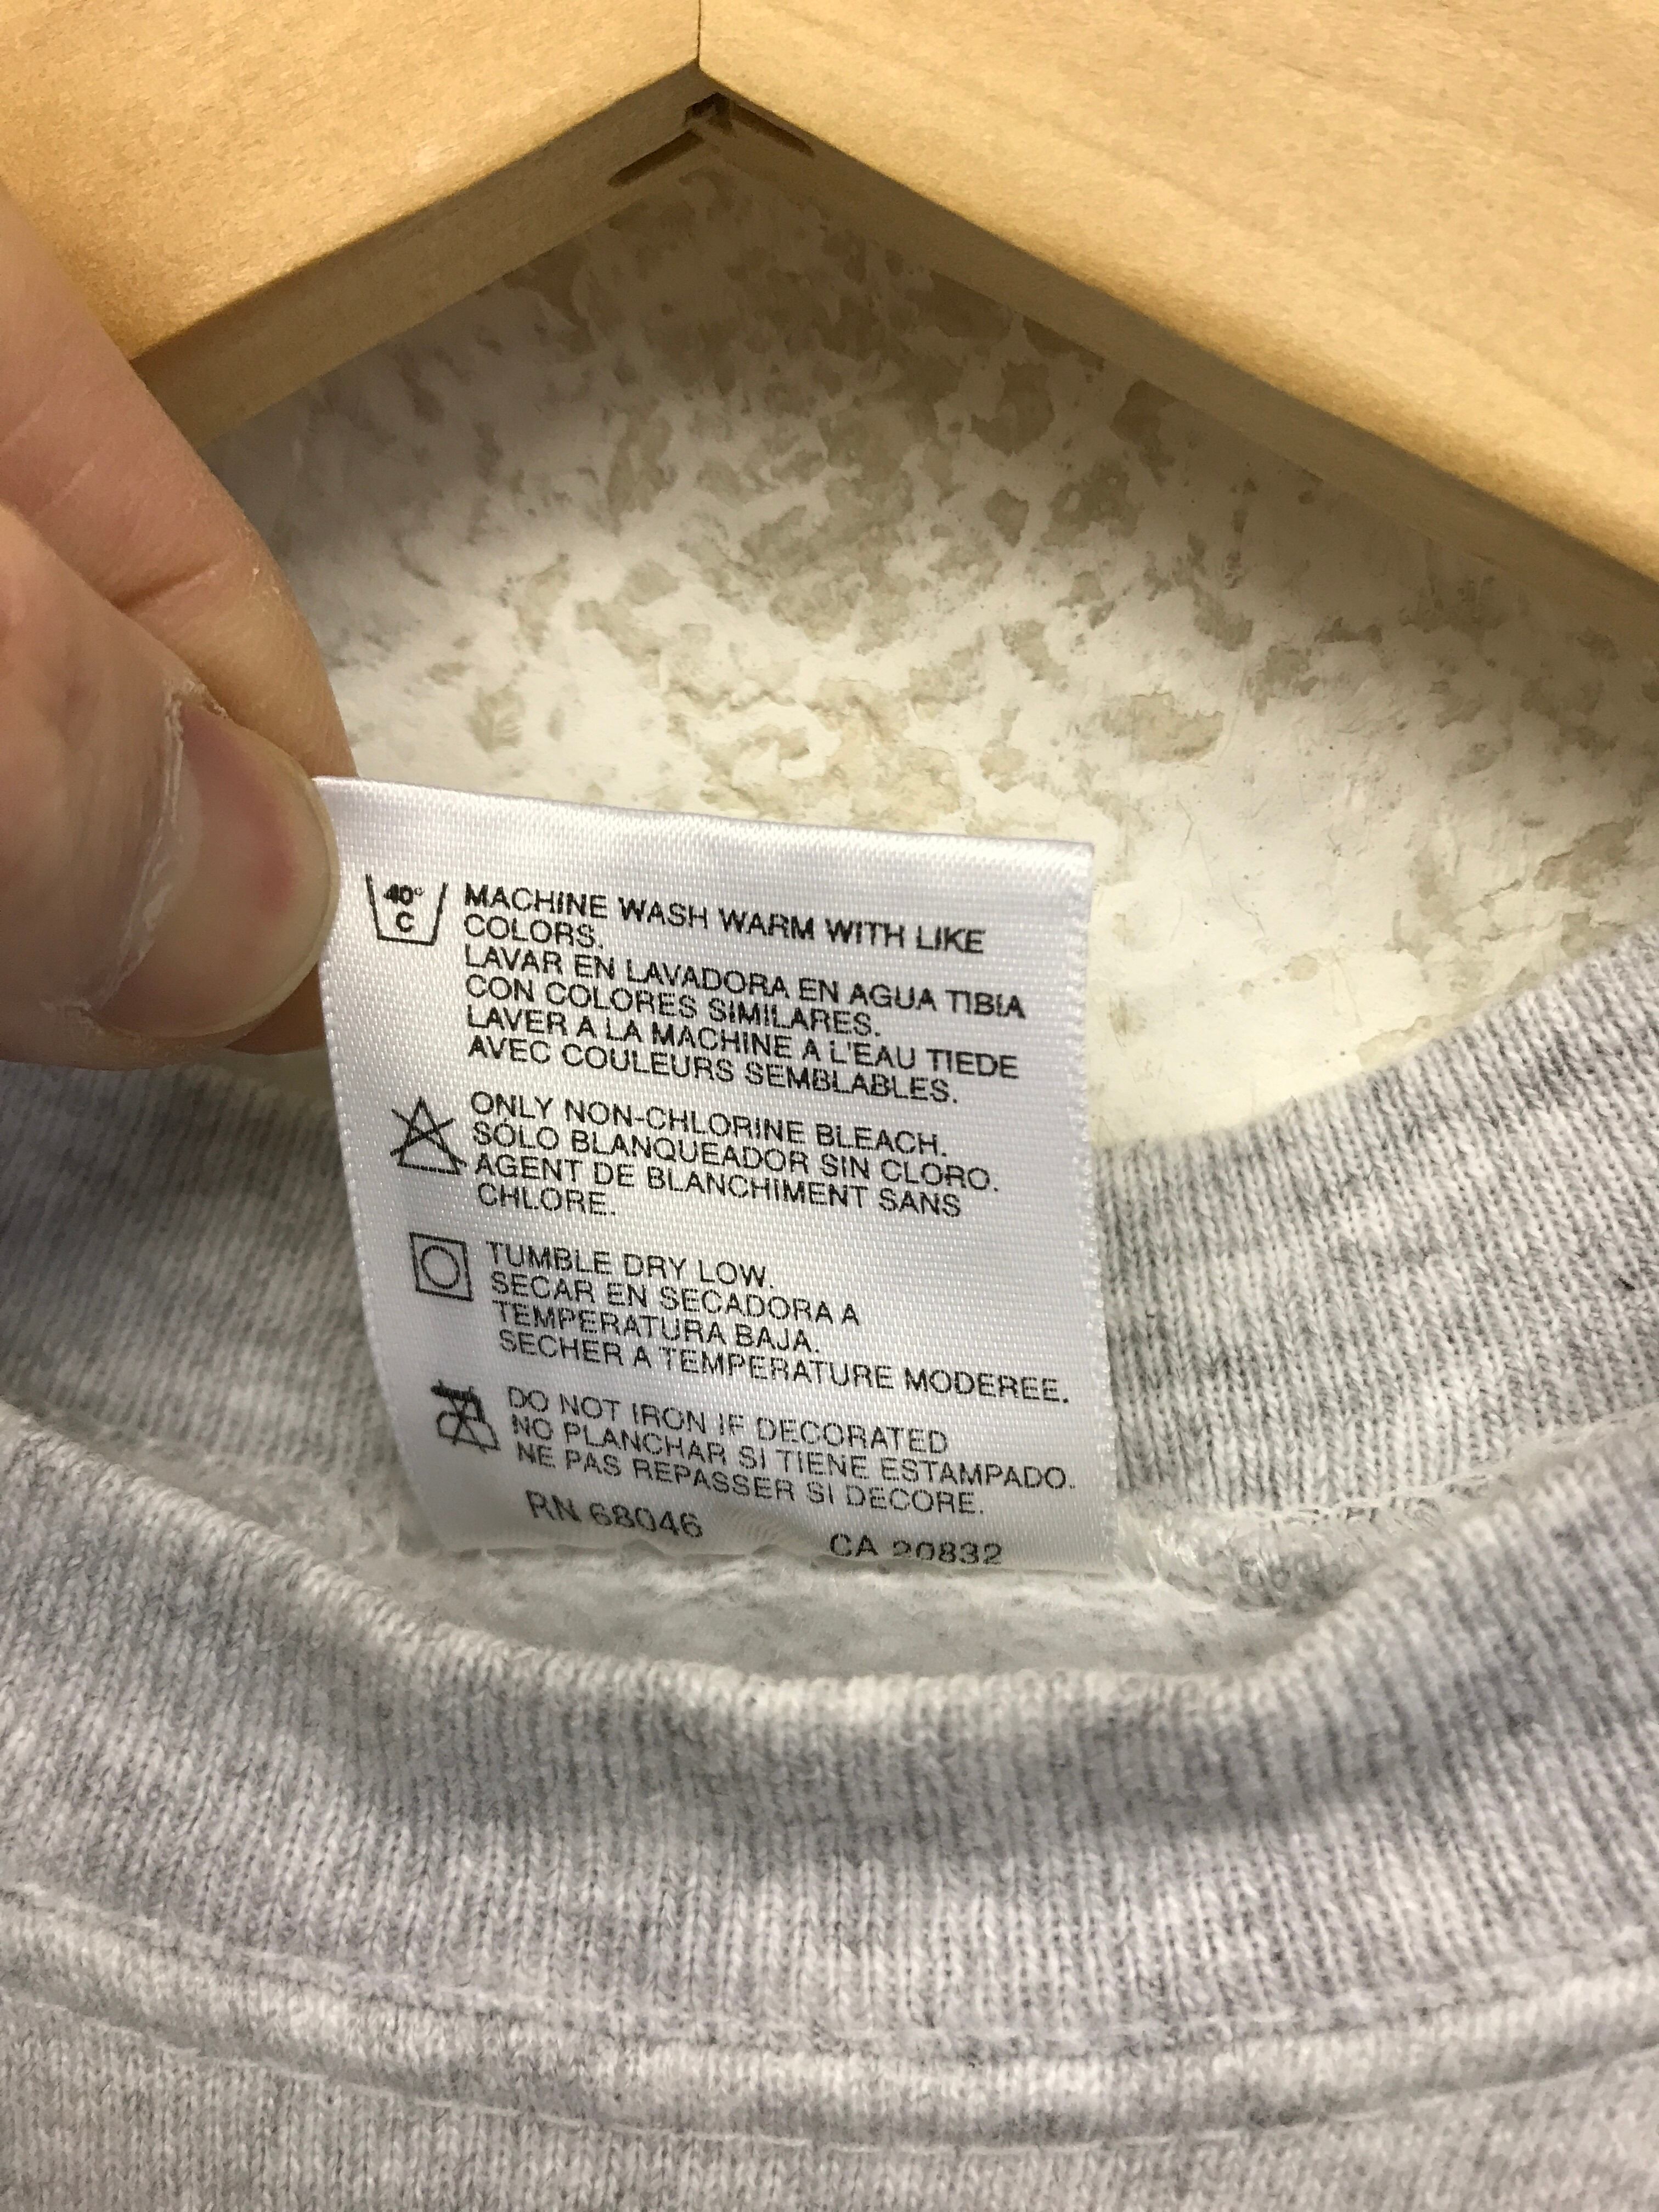 40°
C
MACHINE WASH WARM WITH LIKE
COLORS.
LAVAR EN LAVADORA EN AGUA TIBIA
CON COLORES SIMILARES.
LAVER A LA MACHINE A L'EAU TIEDE
AVEC COULEURS SEMBLABLES.
ONLY NON-CHLORINE BLEACH.
SÓLO BLANQUEADOR SIN CLORO.
AGENT DE BLANCHIMENT SANS
CHLORE.
TUMBLE DRY LOW.
SECAR EN SECADORA A
TEMPERATURA BAJA.
SECHER A TEMPERATURE MODEREE.
DO NOT IRON IF DECORATED
NO PLANCHAR SI TIENE ESTAMPADO.
NE PAS REPASSER SI DECORE.
RN 68046 CA 20832